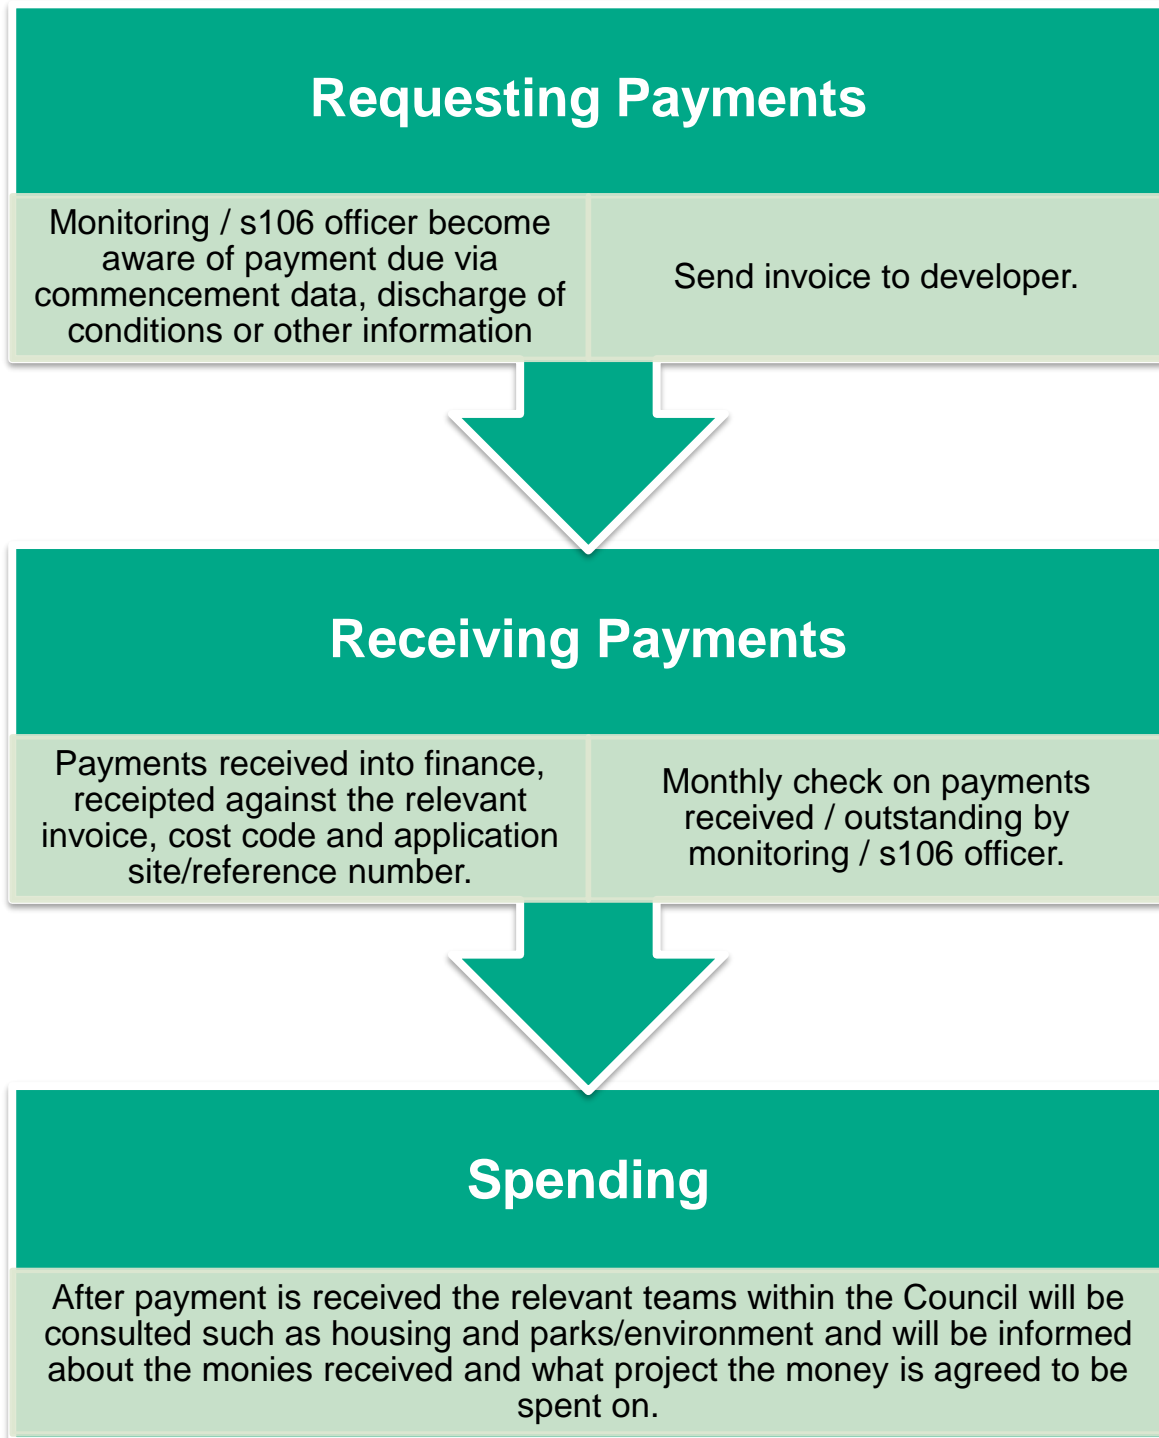 Requesting Payments
Monitoring / s106 officer become
aware of payment due via
commencement data, discharge of
conditions or other information
Send invoice to developer.
Receiving Payments
Payments received into finance,
receipted against the relevant
invoice, cost code and application
site/reference number.
Monthly check on payments
received / outstanding by
monitoring / s106 officer.
Spending
After payment is received the relevant teams within the Council will be
consulted such as housing and parks/environment and will be informed
about the monies received and what project the money is agreed to be
spent on.